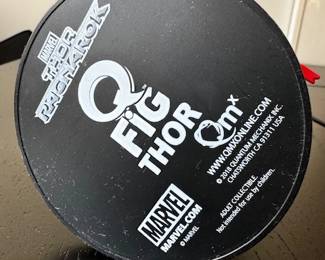 MARVEL
THOR
RAGNAROK
Q
FIG
THOR
Qmx
WWW.QMXONLINE.COM
© 2018 QUANTUM MECHANIX INC.
CHATSWORTH CA 91311 USA
MARVEL
MARVEL.COM
© MARVEL
ADULT COLLECTIBLE.
Not intended for use by children.